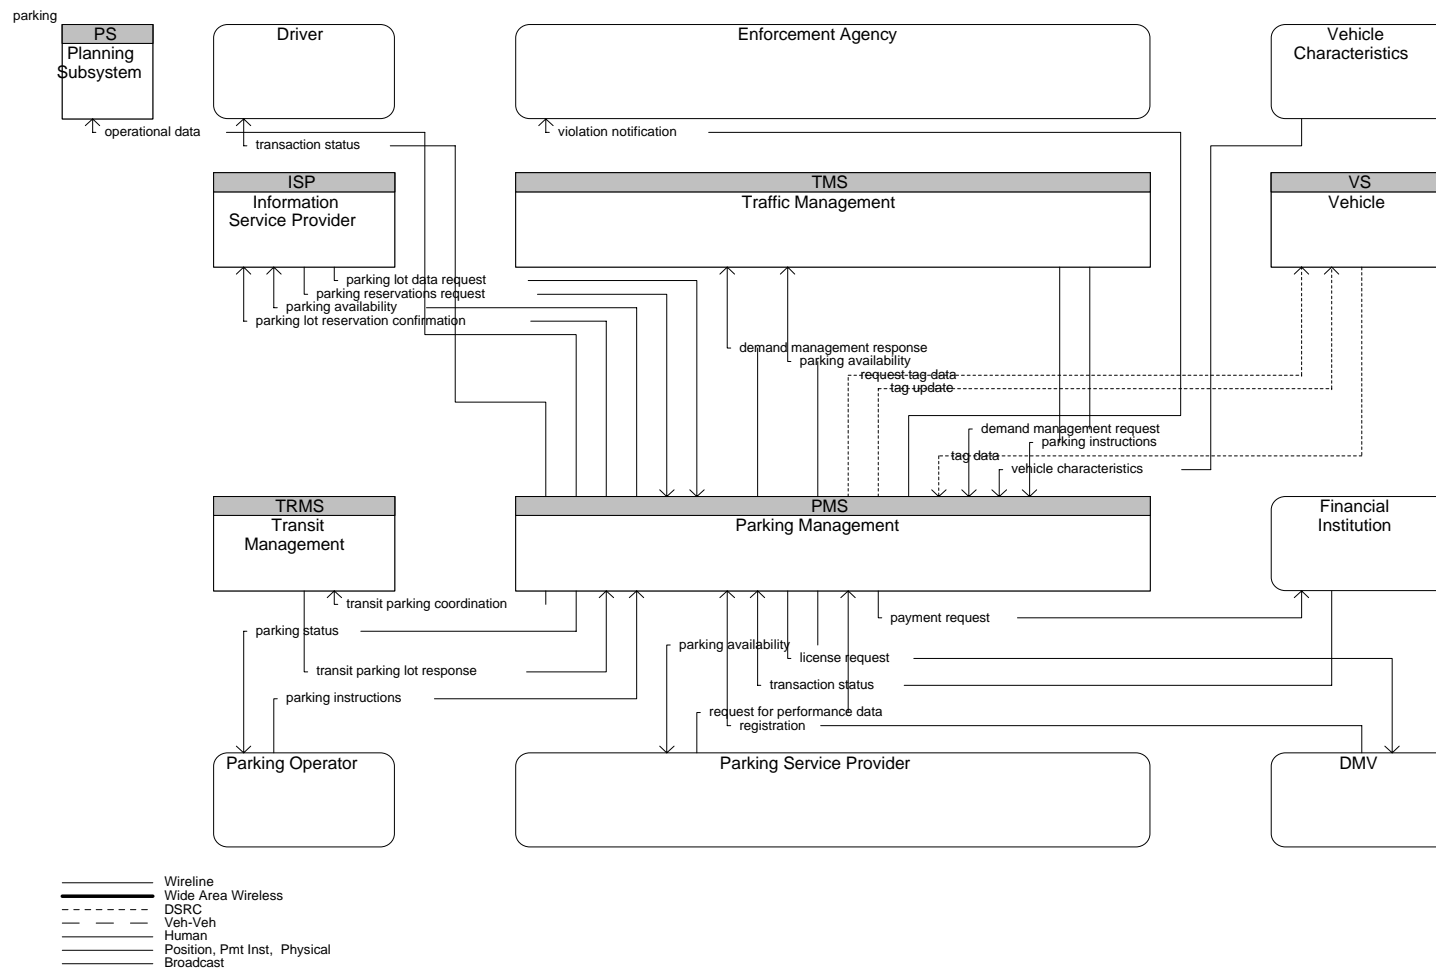 parking
PS
Planning
Subsystem
Driver
Enforcement Agency
Vehicle
Characteristics
operational data
transaction status
violation notification
ISP
Information
Service Provider
TMS
Traffic Management
VS
Vehicle
parking lot data request
parking reservations request
parking availability
parking lot reservation confirmation
demand management response
parking availability
request tag data
tag update
demand management request
parking instructions
tag data
vehicle characteristics
TRMS
Transit
Management
PMS
Parking Management
Financial
Institution
transit parking coordination
payment request
parking status
parking availability
license request
transit parking lot response
transaction status
parking instructions
request for performance data
registration
Parking Operator
Parking Service Provider
DMV
Wireline
Wide Area Wireless
DSRC
Veh-Veh
Human
Position, Pmt Inst, Physical
Broadcast